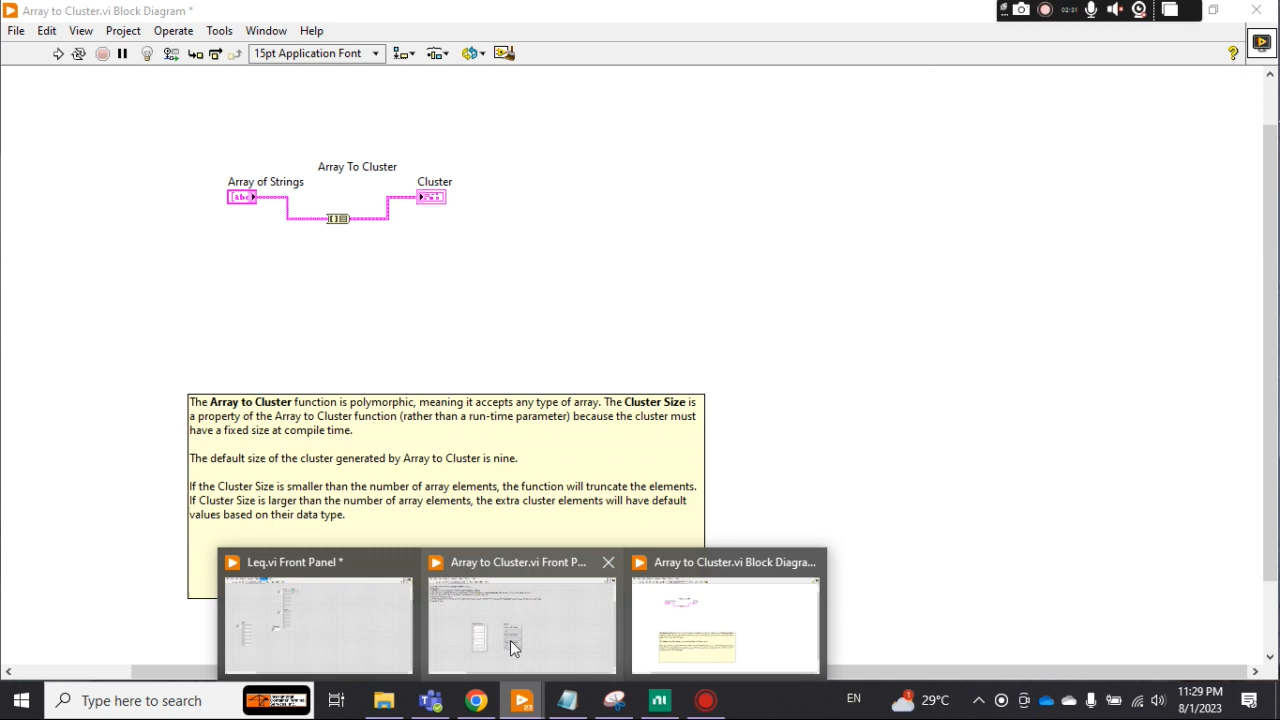 Array to Cluster.vi Block Diagram *
02:31
File Edit View Project Operate Tools Window Help
15pt Application Font
Array To Cluster
Array of Strings Cluster
abc
The Array to Cluster function is polymorphic, meaning it accepts any type of array. The Cluster Size is
a property of the Array to Cluster function (rather than a run-time parameter) because the cluster must
have a fixed size at compile time.
The default size of the cluster generated by Array to Cluster is nine.
If the Cluster Size is smaller than the number of array elements, the function will truncate the elements.
If Cluster Size is larger than the number of array elements, the extra cluster elements will have default
values based on their data type.
Leq.vi Front Panel * Array to Cluster.vi Front P... Array to Cluster.vi Block Diagra...
Type here to search
EN
1
29°C
11:29 PM
8/1/2023